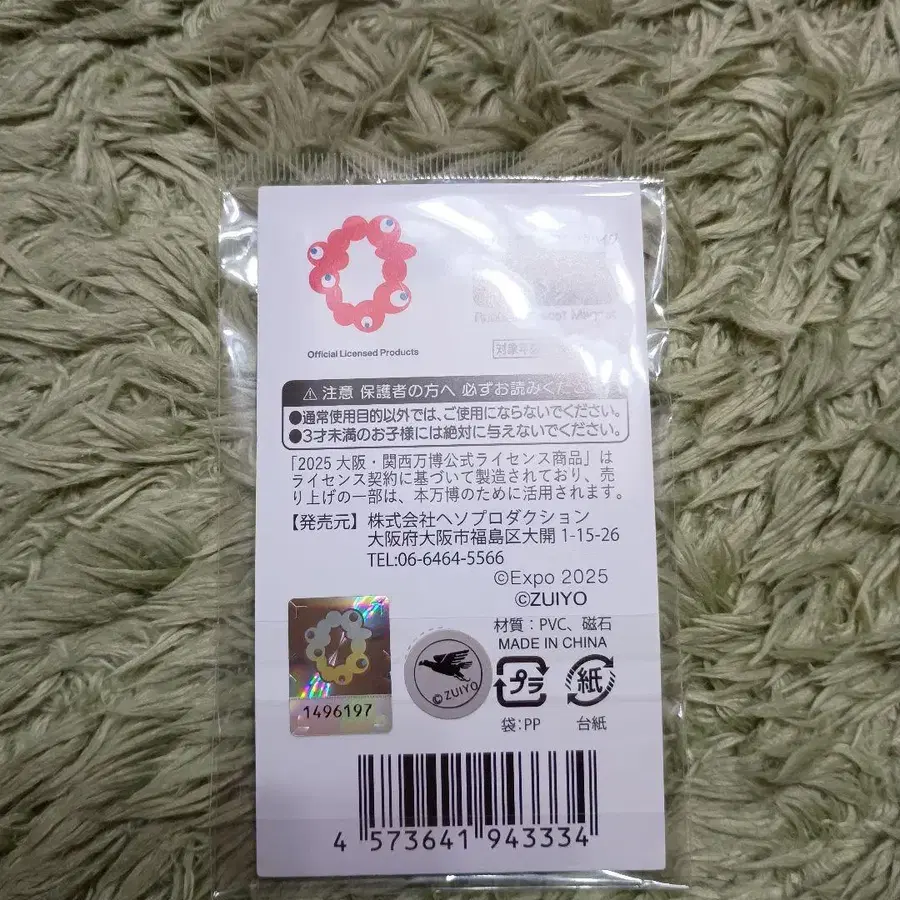 Official Licensed Products
Magnet
⚠注意 保護者の方へ 必ずお読みください
●通常使用目的以外では、ご使用にならないでください。
●3才未満のお子様には絶対に与えないでください。
「2025 大阪・関西万博公式ライセンス商品」は
ライセンス契約に基づいて製造されており、売
り上げの一部は、本万博のために活用されます。
【発売元】株式会社ヘソプロダクション
大阪府大阪市福島区大開 1-15-26
TEL:06-6464-5566
©Expo 2025
©ZUIYO
材質：PVC、磁石
MADE IN CHINA
1496197
©ZUIYO
プラ
紙
袋:PP
台紙
4 573641 943334